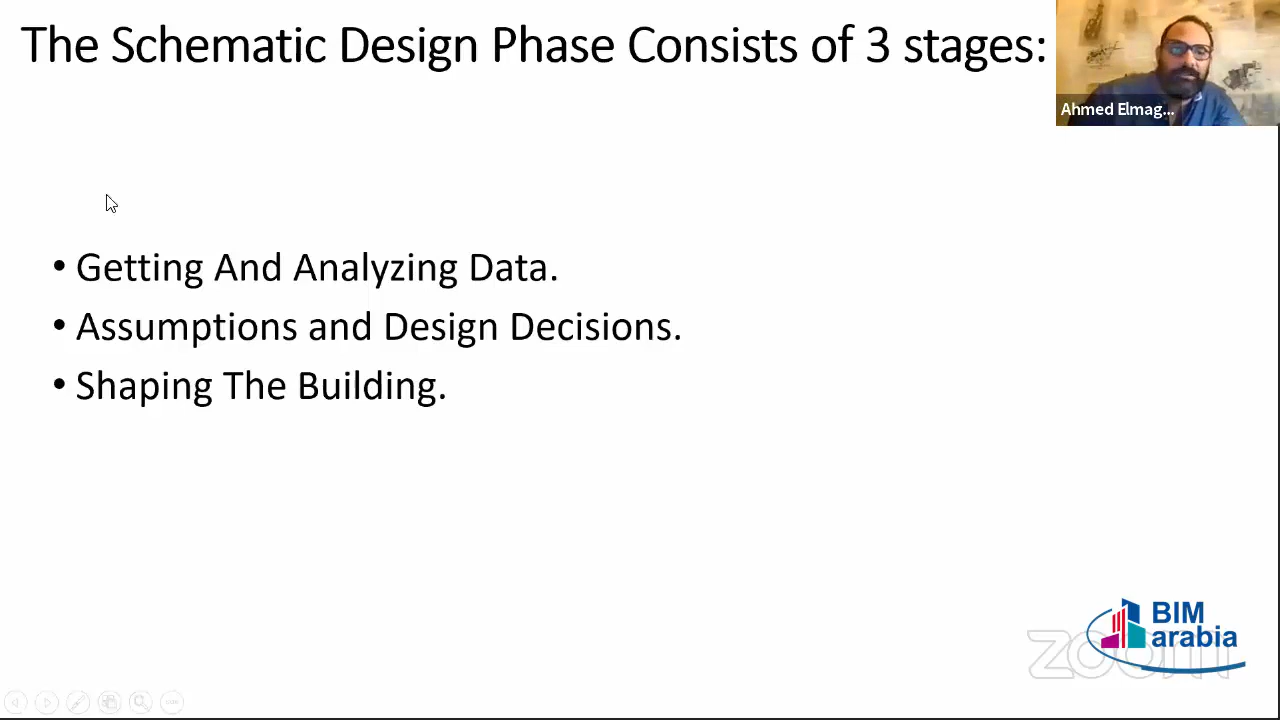 The Schematic Design Phase Consists of 3 stages:
Ahmed Elmag...
• Getting And Analyzing Data.
• Assumptions and Design Decisions.
• Shaping The Building.
BIM
arabia
zoom